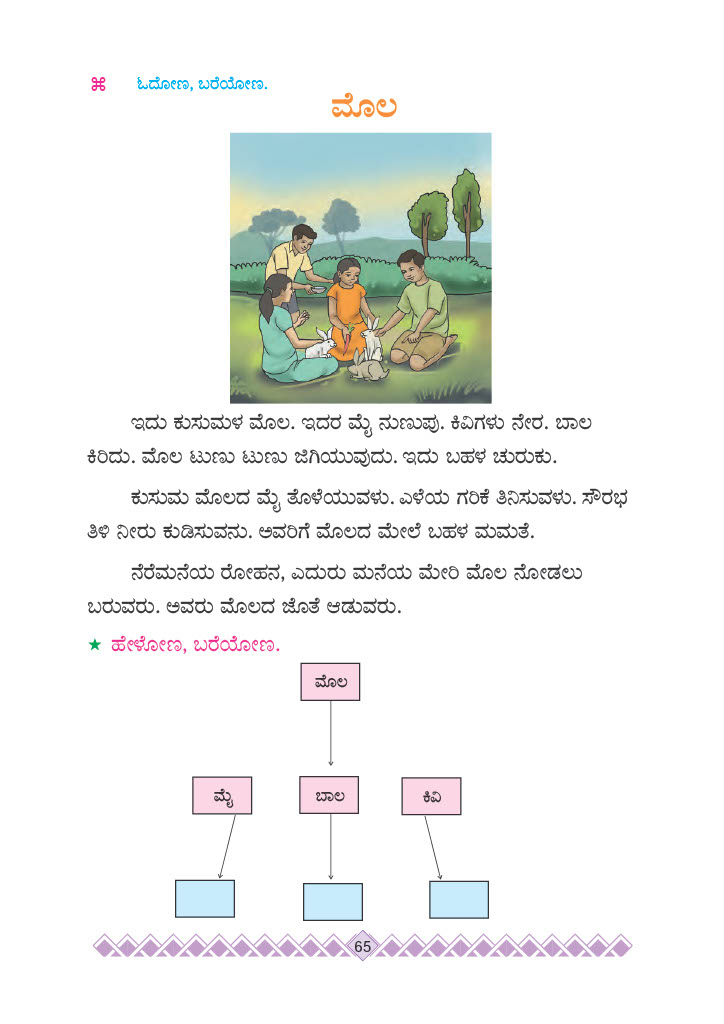 ⌘ ಓದೋಣ, ಬರೆಯೋಣ.
ಮೊಲ
ಇದು ಕುಸುಮಳ ಮೊಲ. ಇದರ ಮೈ ನುಣುಪು. ಕಿವಿಗಳು ನೇರ. ಬಾಲ
ಕಿರಿದು. ಮೊಲ ಟುಣು ಟುಣು ಜಿಗಿಯುವುದು. ಇದು ಬಹಳ ಚುರುಕು.
ಕುಸುಮ ಮೊಲದ ಮೈ ತೊಳೆಯುವಳು. ಎಳೆಯ ಗರಿಕೆ ತಿನಿಸುವಳು. ಸೌರಭ
ತಿಳಿ ನೀರು ಕುಡಿಸುವನು. ಅವರಿಗೆ ಮೊಲದ ಮೇಲೆ ಬಹಳ ಮಮತೆ.
ನೆರೆಮನೆಯ ರೋಹನ, ಎದುರು ಮನೆಯ ಮೇರಿ ಮೊಲ ನೋಡಲು
ಬರುವರು. ಅವರು ಮೊಲದ ಜೊತೆ ಆಡುವರು.
★ ಹೇಳೋಣ, ಬರೆಯೋಣ.
ಮೊಲ
ಮೈ ಬಾಲ ಕಿವಿ
65